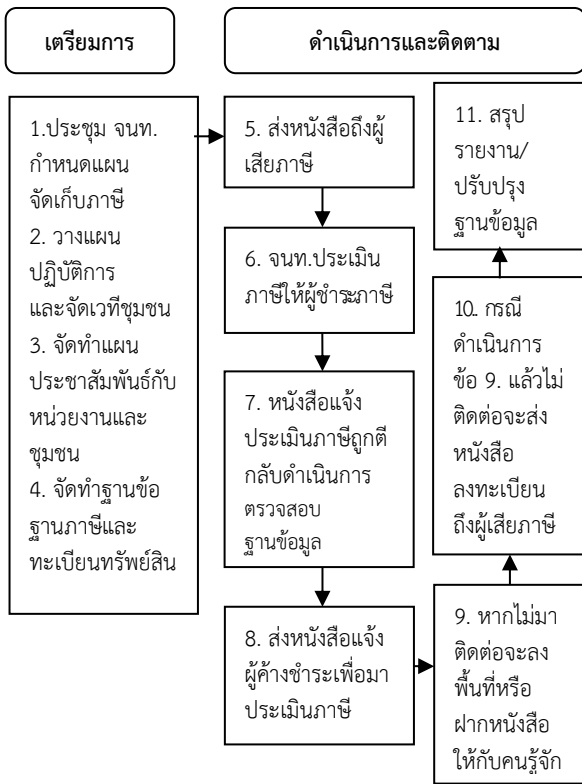 เตรียมการ
ดำเนินการและติดตาม
1.ประชุม จนท.
กำหนดแผน
จัดเก็บภาษี
2. วางแผน
ปฏิบัติการ
และจัดเวทีชุมชน
3. จัดทำแผน
ประชาสัมพันธ์กับ
หน่วยงานและ
ชุมชน
4. จัดทำฐานข้อ
ฐานภาษีและ
ทะเบียนทรัพย์สิน
5. ส่งหนังสือถึงผู้
เสียภาษี
6. จนท.ประเมิน
ภาษีให้ผู้ชำระภาษี
7. หนังสือแจ้ง
ประเมินภาษีถูกตี
กลับดำเนินการ
ตรวจสอบ
ฐานข้อมูล
8. ส่งหนังสือแจ้ง
ผู้ค้างชำระเพื่อมา
ประเมินภาษี
9. หากไม่มา
ติดต่อจะลง
พื้นที่หรือ
ฝากหนังสือ
ให้กับคนรู้จัก
10. กรณี
ดำเนินการ
ข้อ 9. แล้วไม่
ติดต่อจะส่ง
หนังสือ
ลงทะเบียน
ถึงผู้เสียภาษี
11. สรุป
รายงาน/
ปรับปรุง
ฐานข้อมูล